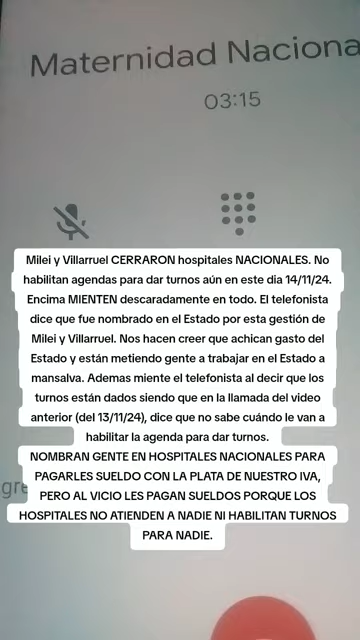 Maternidad Naciona
03:15
Milei y Villarruel CERRARON hospitales NACIONALES. No
habilitan agendas para dar turnos aún en este dia 14/11/24.
Encima MIENTEN descaradamente en todo. El telefonista
dice que fue nombrado en el Estado por esta gestión de
Milei y Villarruel. Nos hacen creer que achican gasto del
Estado y están metiendo gente a trabajar en el Estado a
mansalva. Ademas miente el telefonista al decir que los
turnos están dados siendo que en la llamada del video
anterior (del 13/11/24), dice que no sabe cuándo le van a
habilitar la agenda para dar turnos.
NOMBRAN GENTE EN HOSPITALES NACIONALES PARA
PAGARLES SUELDO CON LA PLATA DE NUESTRO IVA,
gre
PERO AL VICIO LES PAGAN SUELDOS PORQUE LOS
HOSPITALES NO ATIENDEN A NADIE NI HABILITAN TURNOS
PARA NADIE.